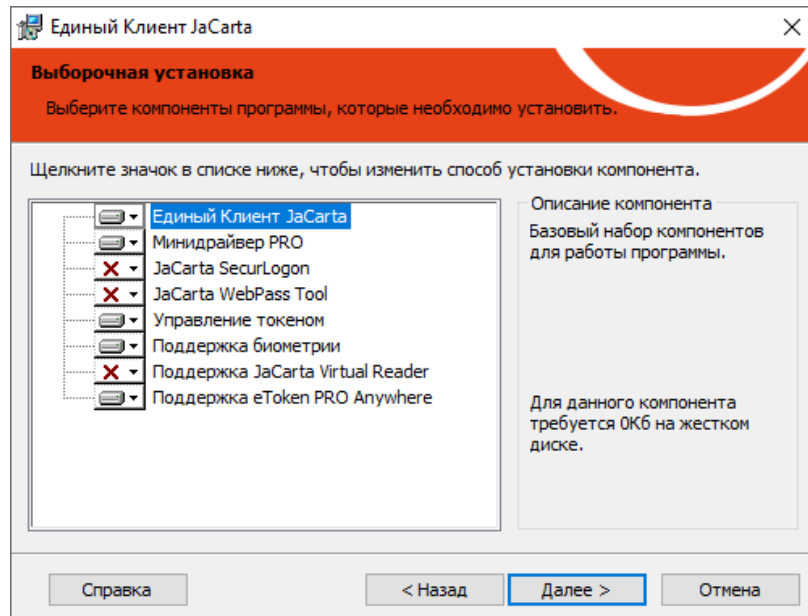 Единый Клиент JaCarta
Выборочная установка
Выберите компоненты программы, которые необходимо установить.
Щелкните значок в списке ниже, чтобы изменить способ установки компонента.
Единый Клиент JaCarta
Минидрайвер PRO
JaCarta SecurLogon
JaCarta WebPass Tool
Управление токеном
Поддержка биометрии
Поддержка JaCarta Virtual Reader
Поддержка eToken PRO Anywhere
Описание компонента
Базовый набор компонентов
для работы программы.
Для данного компонента
требуется 0Кб на жестком
диске.
Справка
< Назад
Далее >
Отмена